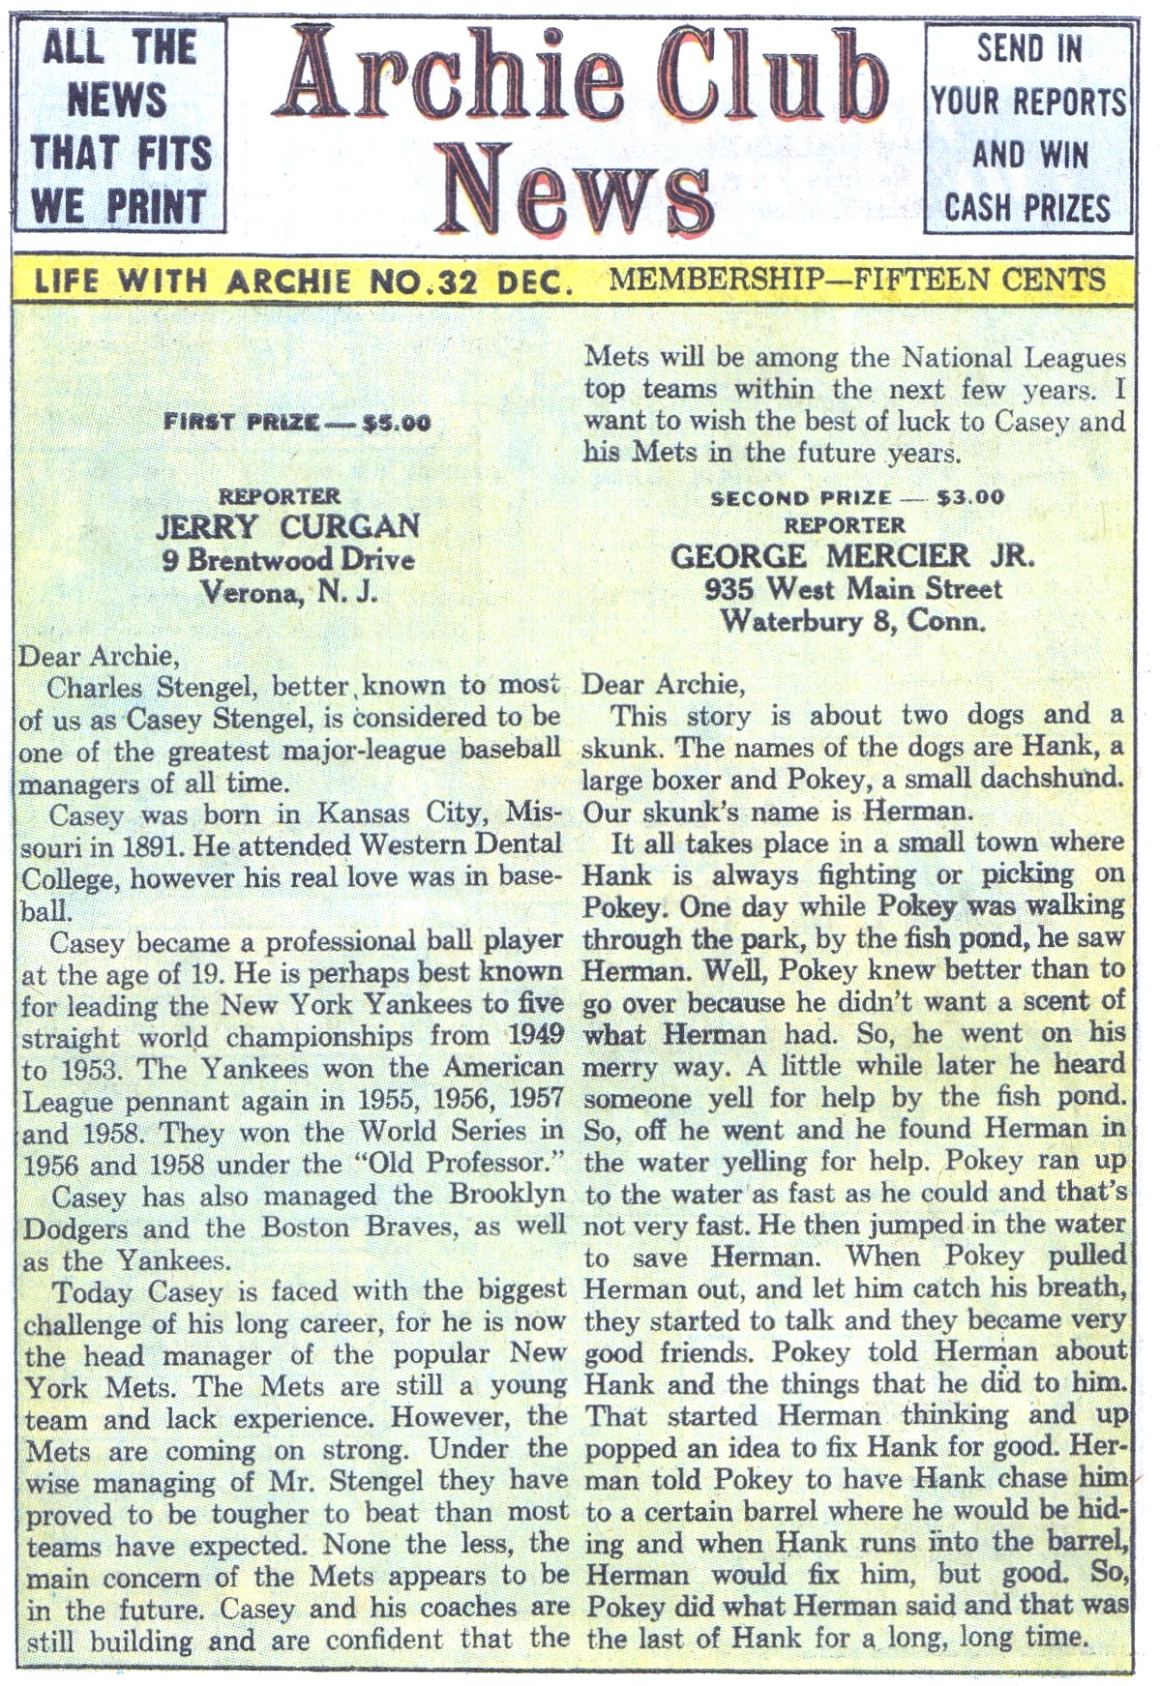 ALL THE
NEWS
THAT FITS
WE PRINT
Archie Club
News
SEND IN
YOUR REPORTS
AND WIN
CASH PRIZES
LIFE WITH ARCHIE NO.32 DEC. MEMBERSHIP—FIFTEEN CENTS
FIRST PRIZE — $5.00
REPORTER
JERRY CURGAN
9 Brentwood Drive
Verona, N. J.
Dear Archie,
Charles Stengel, better known to most
of us as Casey Stengel, is considered to be
one of the greatest major-league baseball
managers of all time.
Casey was born in Kansas City, Mis-
souri in 1891. He attended Western Dental
College, however his real love was in base-
ball.
Casey became a professional ball player
at the age of 19. He is perhaps best known
for leading the New York Yankees to five
straight world championships from 1949
to 1953. The Yankees won the American
League pennant again in 1955, 1956, 1957
and 1958. They won the World Series in
1956 and 1958 under the “Old Professor.”
Casey has also managed the Brooklyn
Dodgers and the Boston Braves, as well
as the Yankees.
Today Casey is faced with the biggest
challenge of his long career, for he is now
the head manager of the popular New
York Mets. The Mets are still a young
team and lack experience. However, the
Mets are coming on strong. Under the
wise managing of Mr. Stengel they have
proved to be tougher to beat than most
teams have expected. None the less, the
main concern of the Mets appears to be
in the future. Casey and his coaches are
still building and are confident that the
Mets will be among the National Leagues
top teams within the next few years. I
want to wish the best of luck to Casey and
his Mets in the future years.
SECOND PRIZE — $3.00
REPORTER
GEORGE MERCIER JR.
935 West Main Street
Waterbury 8, Conn.
Dear Archie,
This story is about two dogs and a
skunk. The names of the dogs are Hank, a
large boxer and Pokey, a small dachshund.
Our skunk's name is Herman.
It all takes place in a small town where
Hank is always fighting or picking on
Pokey. One day while Pokey was walking
through the park, by the fish pond, he saw
Herman. Well, Pokey knew better than to
go over because he didn't want a scent of
what Herman had. So, he went on his
merry way. A little while later he heard
someone yell for help by the fish pond.
So, off he went and he found Herman in
the water yelling for help. Pokey ran up
to the water as fast as he could and that's
not very fast. He then jumped in the water
to save Herman. When Pokey pulled
Herman out, and let him catch his breath,
they started to talk and they became very
good friends. Pokey told Herman about
Hank and the things that he did to him.
That started Herman thinking and up
popped an idea to fix Hank for good. Her-
man told Pokey to have Hank chase him
to a certain barrel where he would be hid-
ing and when Hank runs into the barrel,
Herman would fix him, but good. So,
Pokey did what Herman said and that was
the last of Hank for a long, long time.